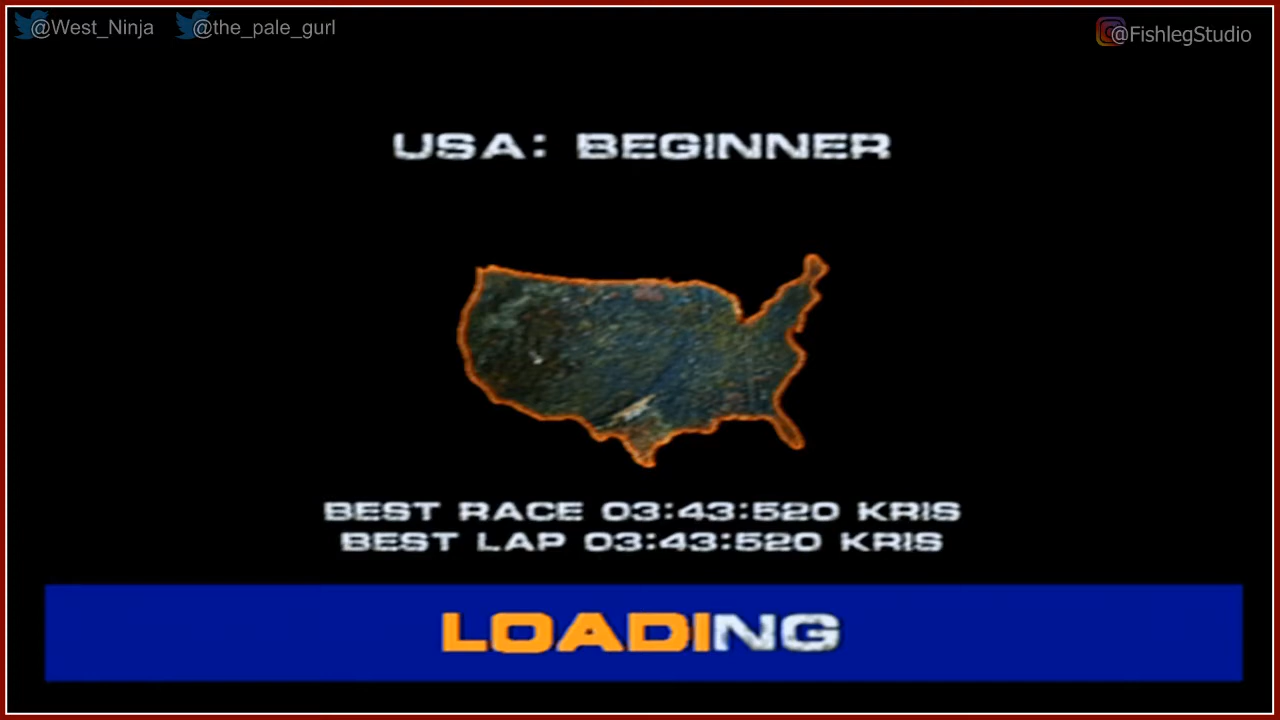 @West_Ninja @the_pale_gurl @FishlegStudio
USA: BEGINNER
BEST RACE 03:43:520 KRIS
BEST LAP 03:43:520 KRIS
LOADING